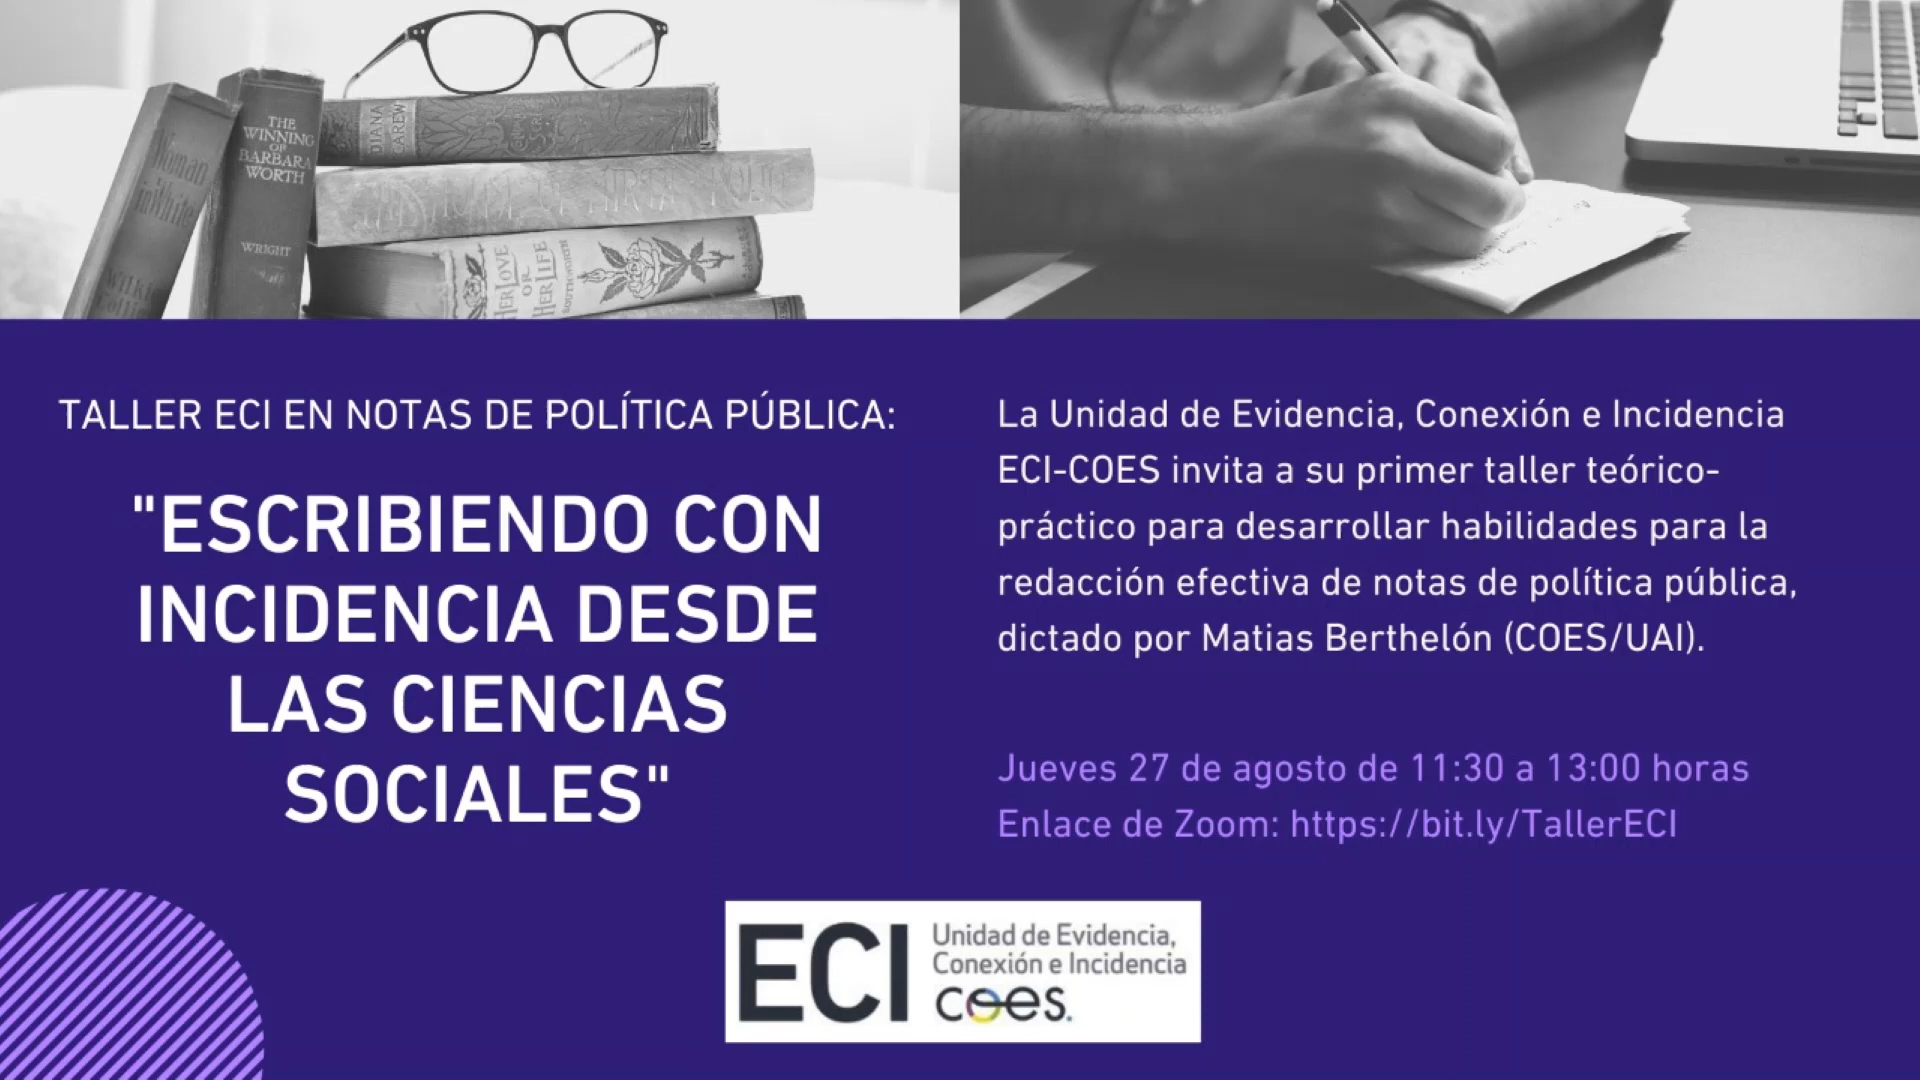 DIANA
CAREW
THE
WINNING
OF
BARBARA
WORTH
WRIGHT
Woman
in White
HER LOVE
OR
HER LIFE
SOUTHWORTH
TALLER ECI EN NOTAS DE POLÍTICA PÚBLICA:
"ESCRIBIENDO CON
INCIDENCIA DESDE
LAS CIENCIAS
SOCIALES"
La Unidad de Evidencia, Conexión e Incidencia
ECI-COES invita a su primer taller teórico-
práctico para desarrollar habilidades para la
redacción efectiva de notas de política pública,
dictado por Matias Berthelón (COES/UAI).
Jueves 27 de agosto de 11:30 a 13:00 horas
Enlace de Zoom: https://bit.ly/TallerECI
ECI
Unidad de Evidencia,
Conexión e Incidencia
coes.